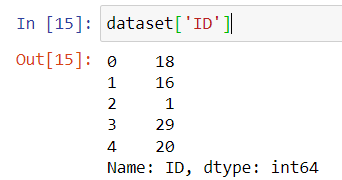 In [15]: dataset['ID']
Out[15]: 0 18
1 16
2 1
3 29
4 20
Name: ID, dtype: int64